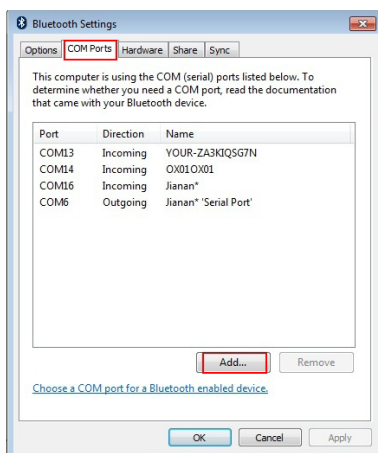 Bluetooth Settings
Options COM Ports Hardware Share Sync
This computer is using the COM (serial) ports listed below. To
determine whether you need a COM port, read the documentation
that came with your Bluetooth device.
Port Direction Name
COM13 Incoming YOUR-ZA3KIQSG7N
COM14 Incoming OX01OX01
COM16 Incoming Jianan*
COM6 Outgoing Jianan* 'Serial Port'
Add... Remove
Choose a COM port for a Bluetooth enabled device.
OK Cancel Apply